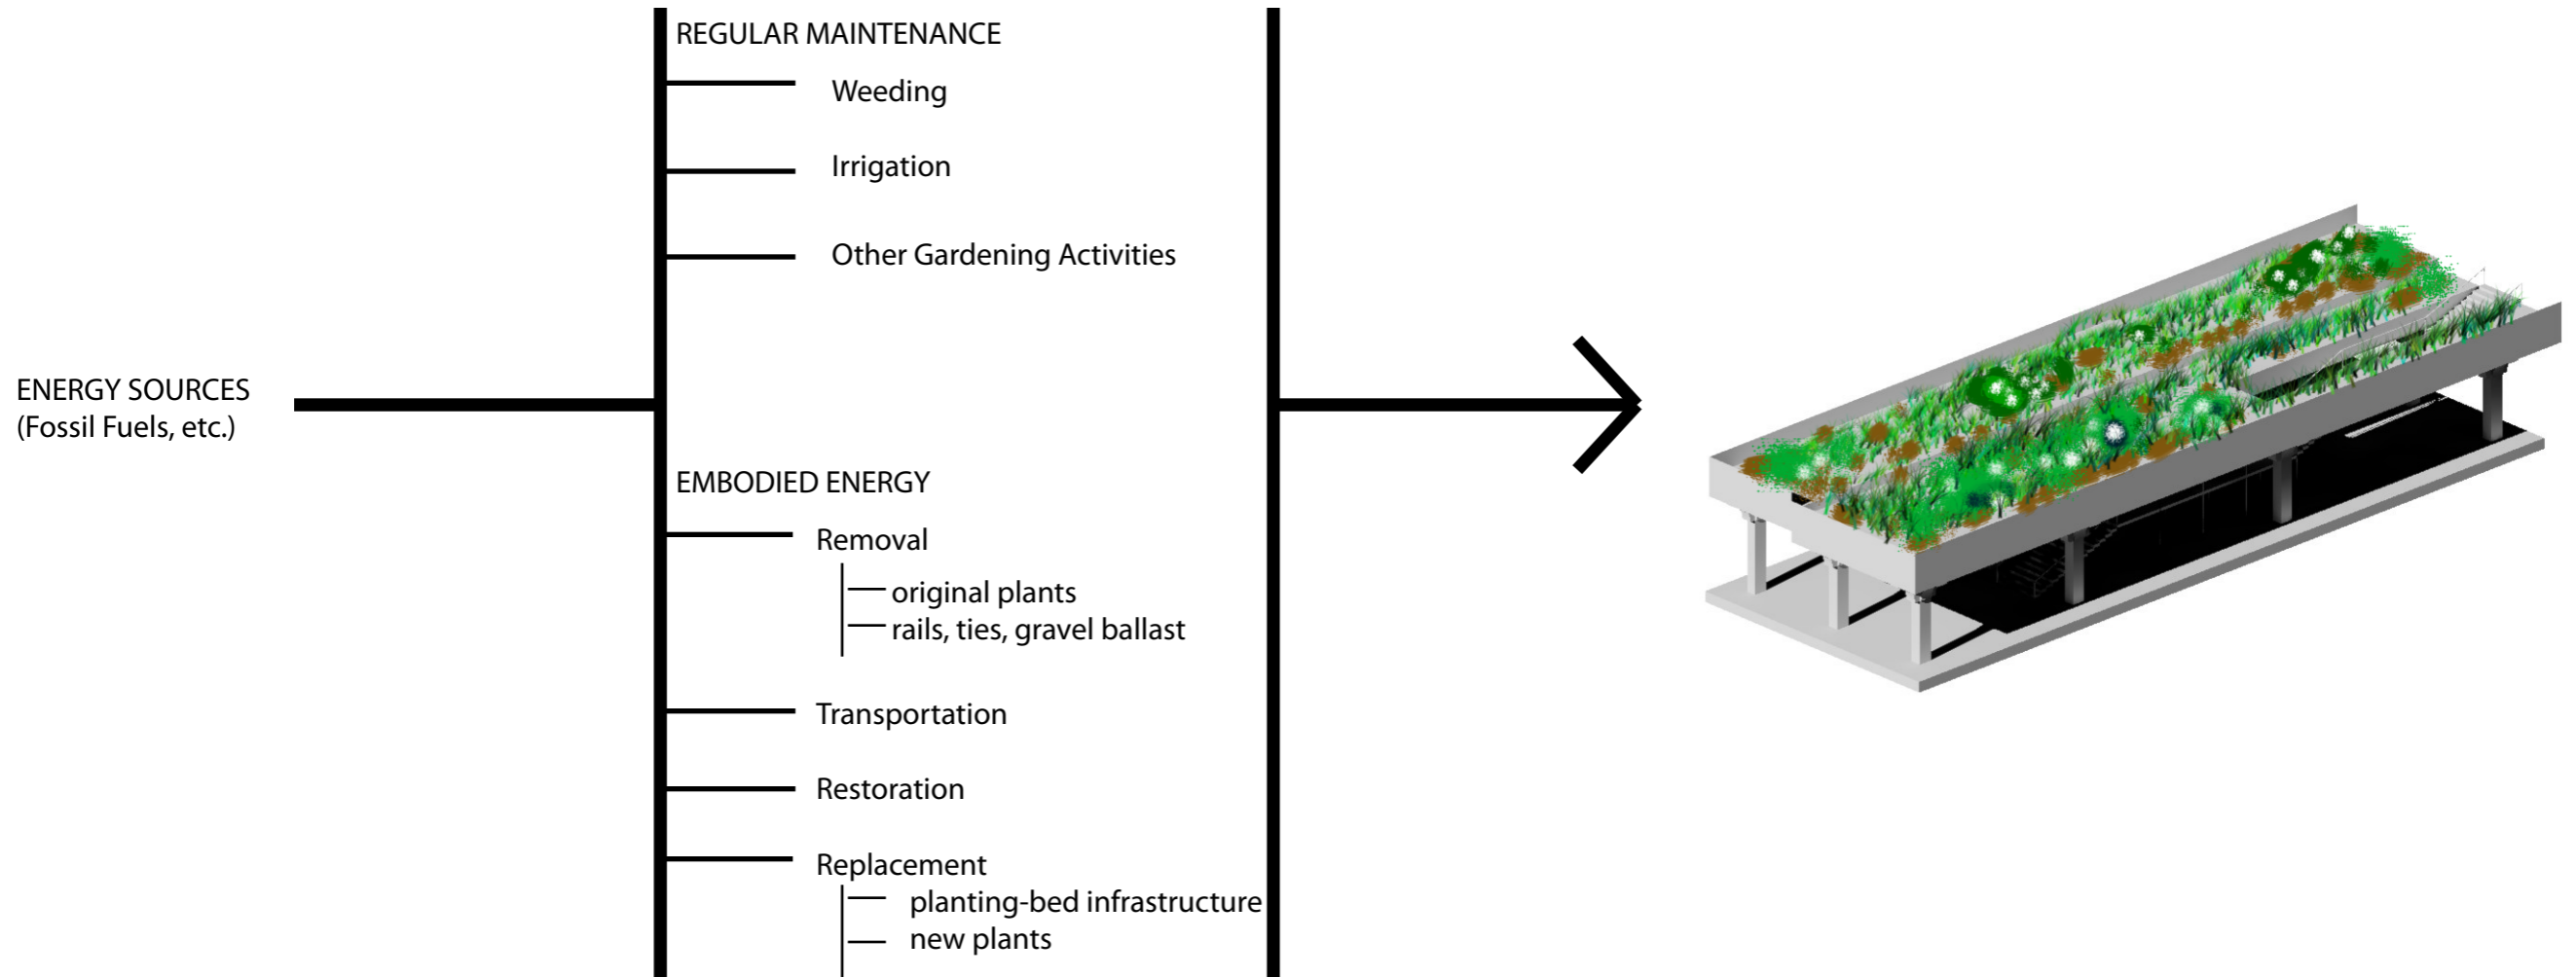 REGULAR MAINTENANCE
Weeding
Irrigation
Other Gardening Activities
ENERGY SOURCES
(Fossil Fuels, etc.)
EMBODIED ENERGY
Removal
original plants
rails, ties, gravel ballast
Transportation
Restoration
Replacement
planting-bed infrastructure
new plants